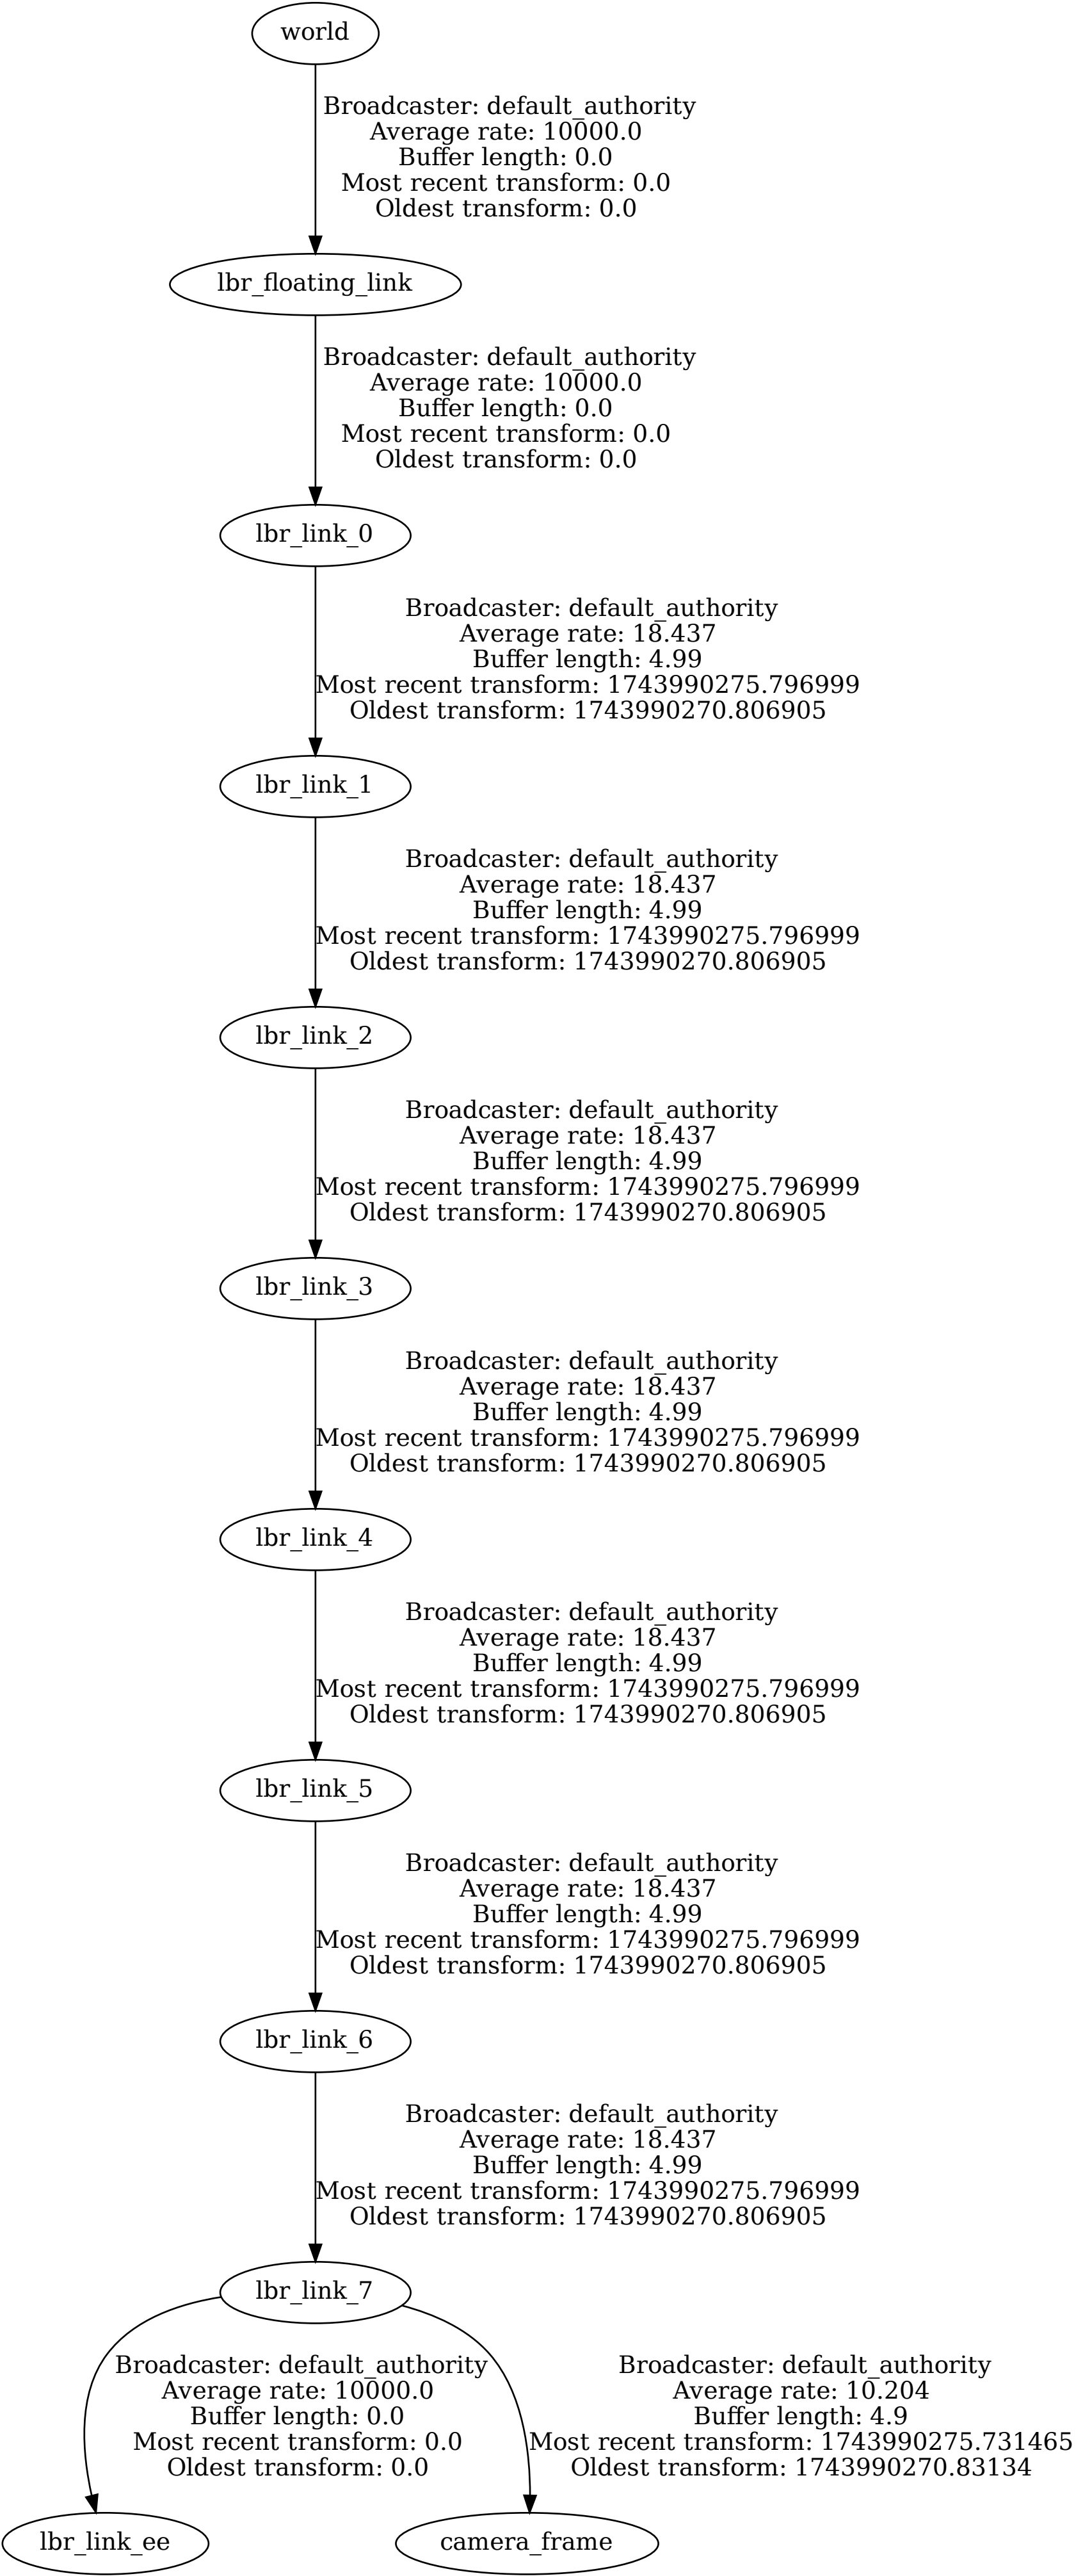 world
Broadcaster: default_authority
Average rate: 10000.0
Buffer length: 0.0
Most recent transform: 0.0
Oldest transform: 0.0
lbr_floating_link
Broadcaster: default_authority
Average rate: 10000.0
Buffer length: 0.0
Most recent transform: 0.0
Oldest transform: 0.0
lbr_link_0
Broadcaster: default_authority
Average rate: 18.437
Buffer length: 4.99
Most recent transform: 1743990275.796999
Oldest transform: 1743990270.806905
lbr_link_1
Broadcaster: default_authority
Average rate: 18.437
Buffer length: 4.99
Most recent transform: 1743990275.796999
Oldest transform: 1743990270.806905
lbr_link_2
Broadcaster: default_authority
Average rate: 18.437
Buffer length: 4.99
Most recent transform: 1743990275.796999
Oldest transform: 1743990270.806905
lbr_link_3
Broadcaster: default_authority
Average rate: 18.437
Buffer length: 4.99
Most recent transform: 1743990275.796999
Oldest transform: 1743990270.806905
lbr_link_4
Broadcaster: default_authority
Average rate: 18.437
Buffer length: 4.99
Most recent transform: 1743990275.796999
Oldest transform: 1743990270.806905
lbr_link_5
Broadcaster: default_authority
Average rate: 18.437
Buffer length: 4.99
Most recent transform: 1743990275.796999
Oldest transform: 1743990270.806905
lbr_link_6
Broadcaster: default_authority
Average rate: 18.437
Buffer length: 4.99
Most recent transform: 1743990275.796999
Oldest transform: 1743990270.806905
lbr_link_7
Broadcaster: default_authority
Average rate: 10000.0
Buffer length: 0.0
Most recent transform: 0.0
Oldest transform: 0.0
Broadcaster: default_authority
Average rate: 10.204
Buffer length: 4.9
Most recent transform: 1743990275.731465
Oldest transform: 1743990270.83134
lbr_link_ee
camera_frame